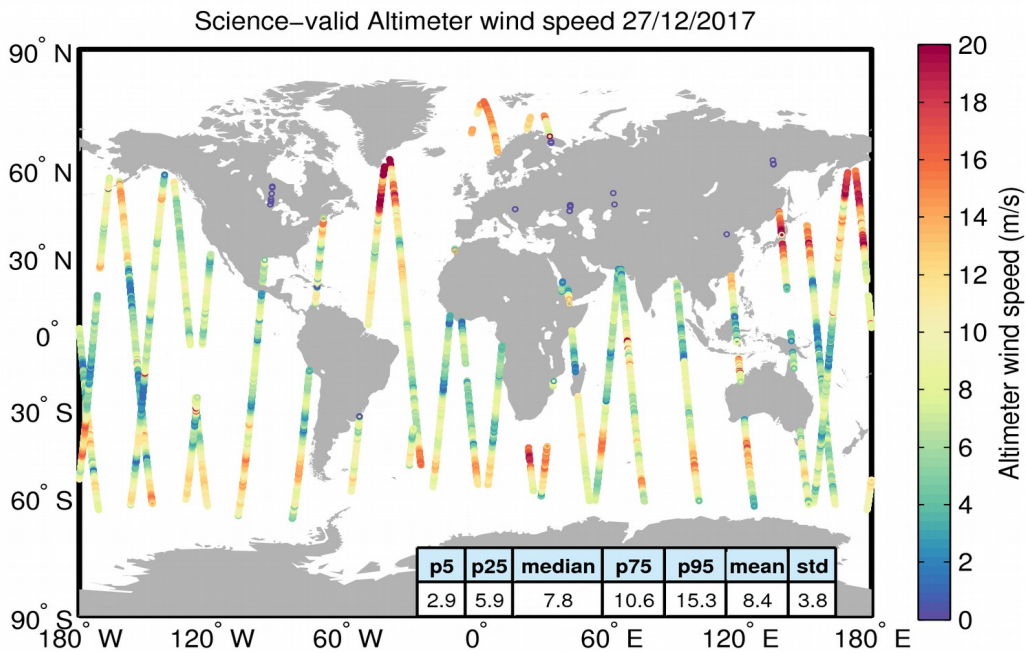 Science−valid Altimeter wind speed 27/12/2017
90° N
60° N
30° N
0°
30° S
60° S
90° S
180° W
120° W
60° W
0°
60° E
120° E
180° E
p5 p25 median p75 p95 mean std
2.9 5.9 7.8 10.6 15.3 8.4 3.8
20
18
16
14
12
10
8
6
4
2
0
Altimeter wind speed (m/s)